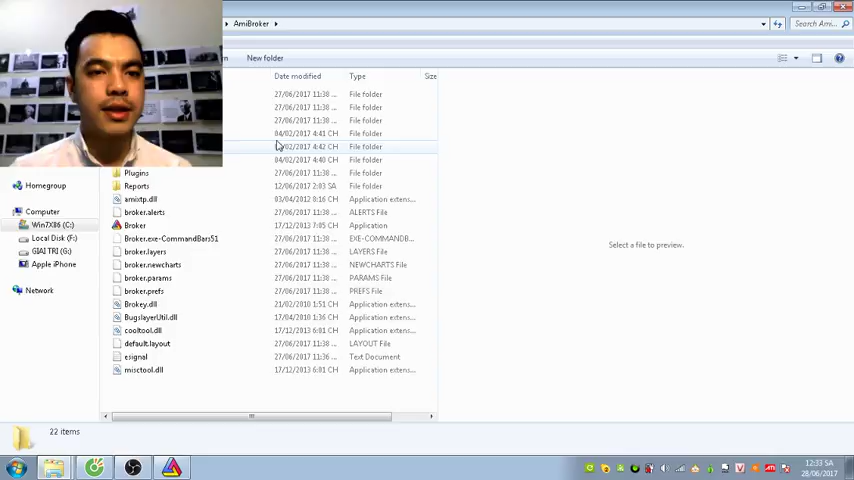 AmiBroker
Search Ami...
New folder
Date modified
Type
Size
27/06/2017 11:38 ...
File folder
27/06/2017 11:38 ...
File folder
27/06/2017 11:38 ...
File folder
04/02/2017 4:41 CH
File folder
/02/2017 4:42 CH
File folder
04/02/2017 4:40 CH
File folder
Plugins
27/06/2017 11:38 ...
File folder
Reports
12/06/2017 2:03 SA
File folder
amixtp.dll
03/04/2012 8:16 CH
Application extens...
broker.alerts
27/06/2017 11:38 ...
ALERTS File
Broker
17/12/2013 7:05 CH
Application
Broker.exe-CommandBars51
27/06/2017 11:38 ...
EXE-COMMANDB...
broker.layers
27/06/2017 11:38 ...
LAYERS File
broker.newcharts
27/06/2017 11:38 ...
NEWCHARTS File
broker.params
27/06/2017 11:38 ...
PARAMS File
broker.prefs
27/06/2017 11:38 ...
PREFS File
Brokey.dll
21/02/2010 1:51 CH
Application extens...
BugslayerUtil.dll
17/04/2010 1:36 CH
Application extens...
cooltool.dll
17/12/2013 6:01 CH
Application extens...
default.layout
27/06/2017 11:38 ...
LAYOUT File
esignal
27/06/2017 11:36 ...
Text Document
misctool.dll
17/12/2013 6:01 CH
Application extens...
Homegroup
Computer
Win7X86 (C:)
Local Disk (F:)
GIAI TRI (G:)
Apple iPhone
Network
Select a file to preview.
22 items
12:33 SA
28/06/2017